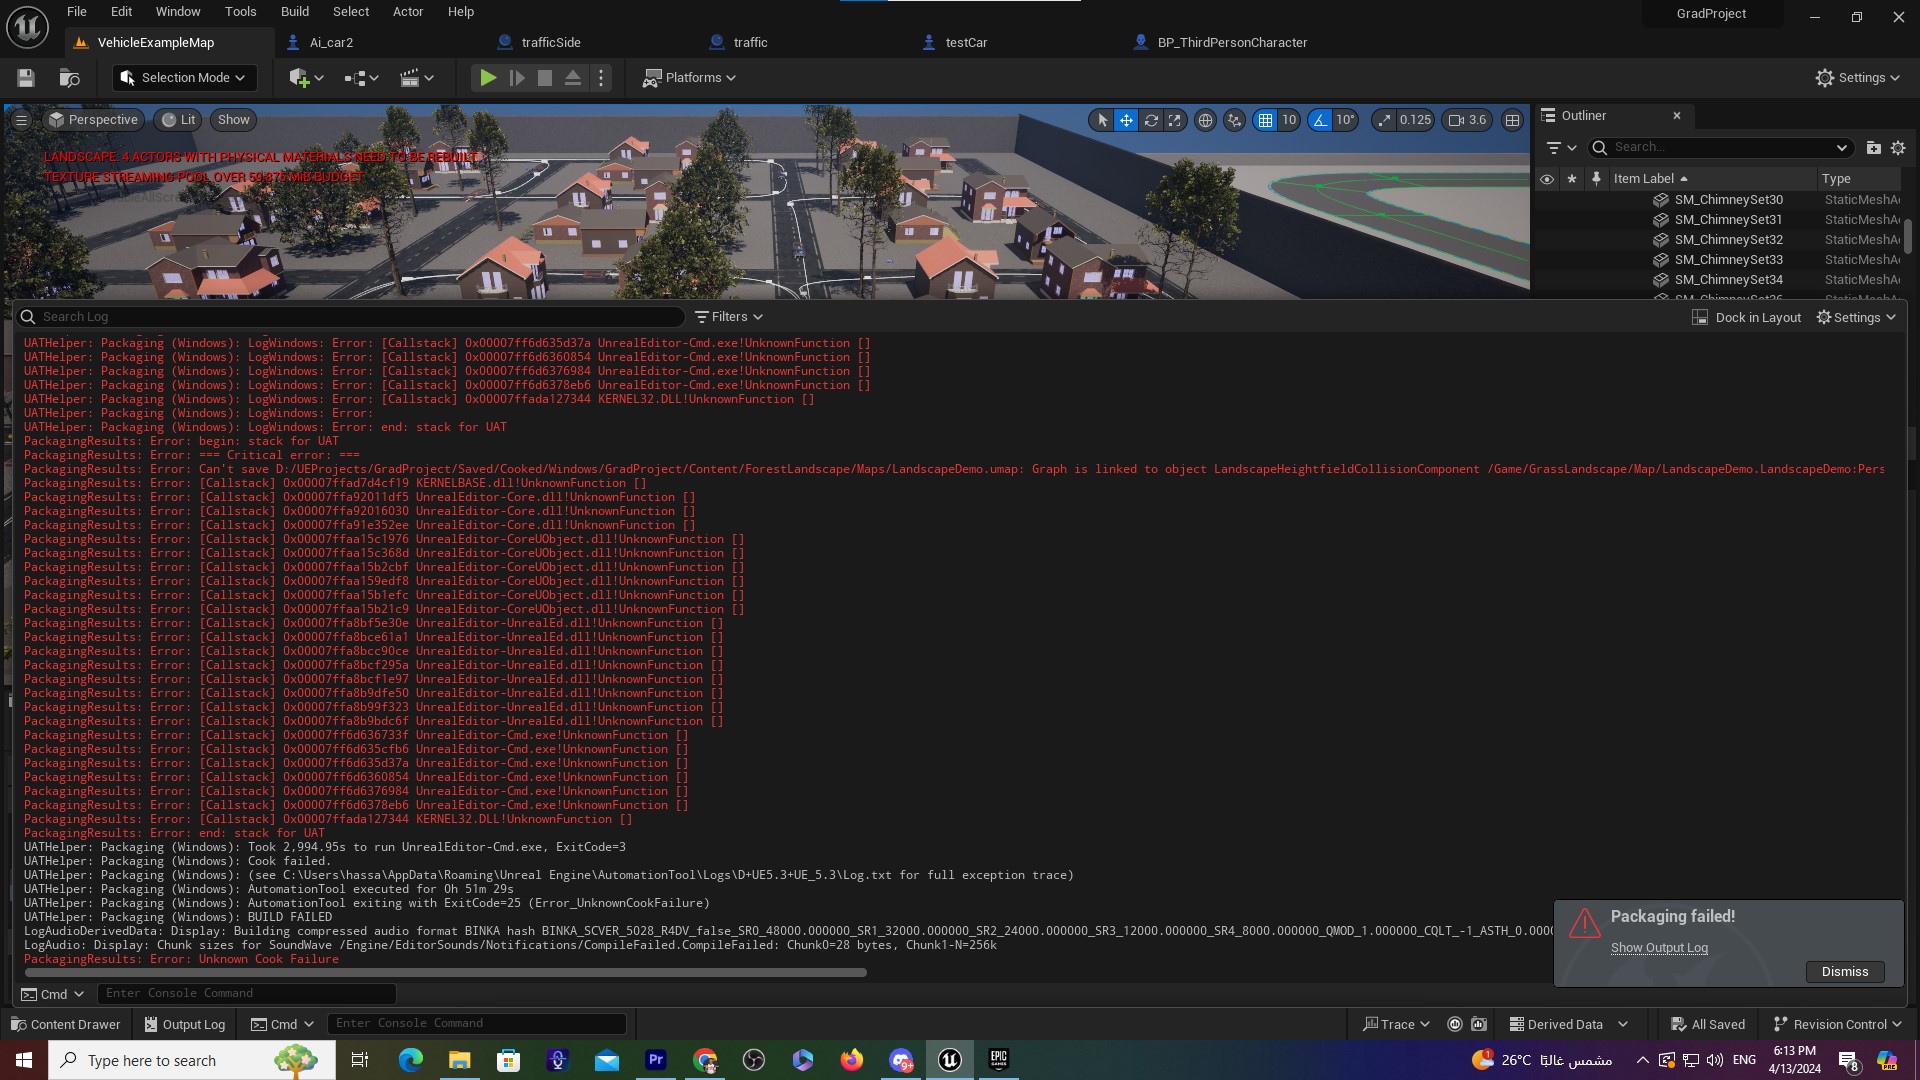 File Edit Window Tools Build Select Actor Help
GradProject
VehicleExampleMap
Ai_car2
trafficSide
traffic
testCar
BP_ThirdPersonCharacter
Selection Mode
Platforms
Settings
Perspective
Lit
Show
10
10°
0.125
3.6
LANDSCAPE: 4 ACTORS WITH PHYSICAL MATERIALS NEED TO BE REBUILT
TEXTURE STREAMING POOL OVER 59.875 MiB BUDGET
Outliner
Search...
Item Label
Type
SM_ChimneySet30 StaticMeshA
SM_ChimneySet31 StaticMeshA
SM_ChimneySet32 StaticMeshA
SM_ChimneySet33 StaticMeshA
SM_ChimneySet34 StaticMeshA
Search Log
Filters
Dock in Layout
Settings
UATHelper: Packaging (Windows): LogWindows: Error: [Callstack] 0x00007ff6d635d37a UnrealEditor-Cmd.exe!UnknownFunction []
UATHelper: Packaging (Windows): LogWindows: Error: [Callstack] 0x00007ff6d6360854 UnrealEditor-Cmd.exe!UnknownFunction []
UATHelper: Packaging (Windows): LogWindows: Error: [Callstack] 0x00007ff6d6376984 UnrealEditor-Cmd.exe!UnknownFunction []
UATHelper: Packaging (Windows): LogWindows: Error: [Callstack] 0x00007ff6d6378eb6 UnrealEditor-Cmd.exe!UnknownFunction []
UATHelper: Packaging (Windows): LogWindows: Error: [Callstack] 0x00007ffada127344 KERNEL32.DLL!UnknownFunction []
UATHelper: Packaging (Windows): LogWindows: Error:
UATHelper: Packaging (Windows): LogWindows: Error: end: stack for UAT
PackagingResults: Error: begin: stack for UAT
PackagingResults: Error: === Critical error: ===
PackagingResults: Error: Can't save D:/UEProjects/GradProject/Saved/Cooked/Windows/GradProject/Content/ForestLandscape/Maps/LandscapeDemo.umap: Graph is linked to object LandscapeHeightfieldCollisionComponent /Game/GrassLandscape/Map/LandscapeDemo.LandscapeDemo:Pers
PackagingResults: Error: [Callstack] 0x00007ffad7d4cf19 KERNELBASE.dll!UnknownFunction []
PackagingResults: Error: [Callstack] 0x00007ffa92011df5 UnrealEditor-Core.dll!UnknownFunction []
PackagingResults: Error: [Callstack] 0x00007ffa92016030 UnrealEditor-Core.dll!UnknownFunction []
PackagingResults: Error: [Callstack] 0x00007ffa91e352ee UnrealEditor-Core.dll!UnknownFunction []
PackagingResults: Error: [Callstack] 0x00007ffaa15c1976 UnrealEditor-CoreUObject.dll!UnknownFunction []
PackagingResults: Error: [Callstack] 0x00007ffaa15c368d UnrealEditor-CoreUObject.dll!UnknownFunction []
PackagingResults: Error: [Callstack] 0x00007ffaa15b2cbf UnrealEditor-CoreUObject.dll!UnknownFunction []
PackagingResults: Error: [Callstack] 0x00007ffaa159edf8 UnrealEditor-CoreUObject.dll!UnknownFunction []
PackagingResults: Error: [Callstack] 0x00007ffaa15b1efc UnrealEditor-CoreUObject.dll!UnknownFunction []
PackagingResults: Error: [Callstack] 0x00007ffaa15b21c9 UnrealEditor-CoreUObject.dll!UnknownFunction []
PackagingResults: Error: [Callstack] 0x00007ffa8bf5e30e UnrealEditor-UnrealEd.dll!UnknownFunction []
PackagingResults: Error: [Callstack] 0x00007ffa8bce61a1 UnrealEditor-UnrealEd.dll!UnknownFunction []
PackagingResults: Error: [Callstack] 0x00007ffa8bcc90ce UnrealEditor-UnrealEd.dll!UnknownFunction []
PackagingResults: Error: [Callstack] 0x00007ffa8bcf295a UnrealEditor-UnrealEd.dll!UnknownFunction []
PackagingResults: Error: [Callstack] 0x00007ffa8bcf1e97 UnrealEditor-UnrealEd.dll!UnknownFunction []
PackagingResults: Error: [Callstack] 0x00007ffa8b9dfe50 UnrealEditor-UnrealEd.dll!UnknownFunction []
PackagingResults: Error: [Callstack] 0x00007ffa8b99f323 UnrealEditor-UnrealEd.dll!UnknownFunction []
PackagingResults: Error: [Callstack] 0x00007ffa8b9bdc6f UnrealEditor-UnrealEd.dll!UnknownFunction []
PackagingResults: Error: [Callstack] 0x00007ff6d636733f UnrealEditor-Cmd.exe!UnknownFunction []
PackagingResults: Error: [Callstack] 0x00007ff6d635cfb6 UnrealEditor-Cmd.exe!UnknownFunction []
PackagingResults: Error: [Callstack] 0x00007ff6d635d37a UnrealEditor-Cmd.exe!UnknownFunction []
PackagingResults: Error: [Callstack] 0x00007ff6d6360854 UnrealEditor-Cmd.exe!UnknownFunction []
PackagingResults: Error: [Callstack] 0x00007ff6d6376984 UnrealEditor-Cmd.exe!UnknownFunction []
PackagingResults: Error: [Callstack] 0x00007ff6d6378eb6 UnrealEditor-Cmd.exe!UnknownFunction []
PackagingResults: Error: [Callstack] 0x00007ffada127344 KERNEL32.DLL!UnknownFunction []
PackagingResults: Error: end: stack for UAT
UATHelper: Packaging (Windows): Took 2,994.95s to run UnrealEditor-Cmd.exe, ExitCode=3
UATHelper: Packaging (Windows): Cook failed.
UATHelper: Packaging (Windows): (see C:\Users\hassa\AppData\Roaming\Unreal Engine\AutomationTool\Logs\D+UE5.3+UE_5.3\Log.txt for full exception trace)
UATHelper: Packaging (Windows): AutomationTool executed for 0h 51m 29s
UATHelper: Packaging (Windows): AutomationTool exiting with ExitCode=25 (Error_UnknownCookFailure)
UATHelper: Packaging (Windows): BUILD FAILED
LogAudioDerivedData: Display: Building compressed audio format BINKA hash BINKA_SCVER_5028_R4DV_false_SR0_48000.000000_SR1_32000.000000_SR2_24000.000000_SR3_12000.000000_SR4_8000.000000_QMOD_1.000000_CQLT_-1_ASTH_0.0000
LogAudio: Display: Chunk sizes for SoundWave /Engine/EditorSounds/Notifications/CompileFailed.CompileFailed: Chunk0=28 bytes, Chunk1-N=256k
PackagingResults: Error: Unknown Cook Failure
Packaging failed!
Show Output Log
Dismiss
Cmd
Enter Console Command
Content Drawer
Output Log
Cmd
Enter Console Command
Trace
Derived Data
All Saved
Revision Control
Type here to search
26°C
مشمس غالبًا
ENG
6:13 PM
4/13/2024
8